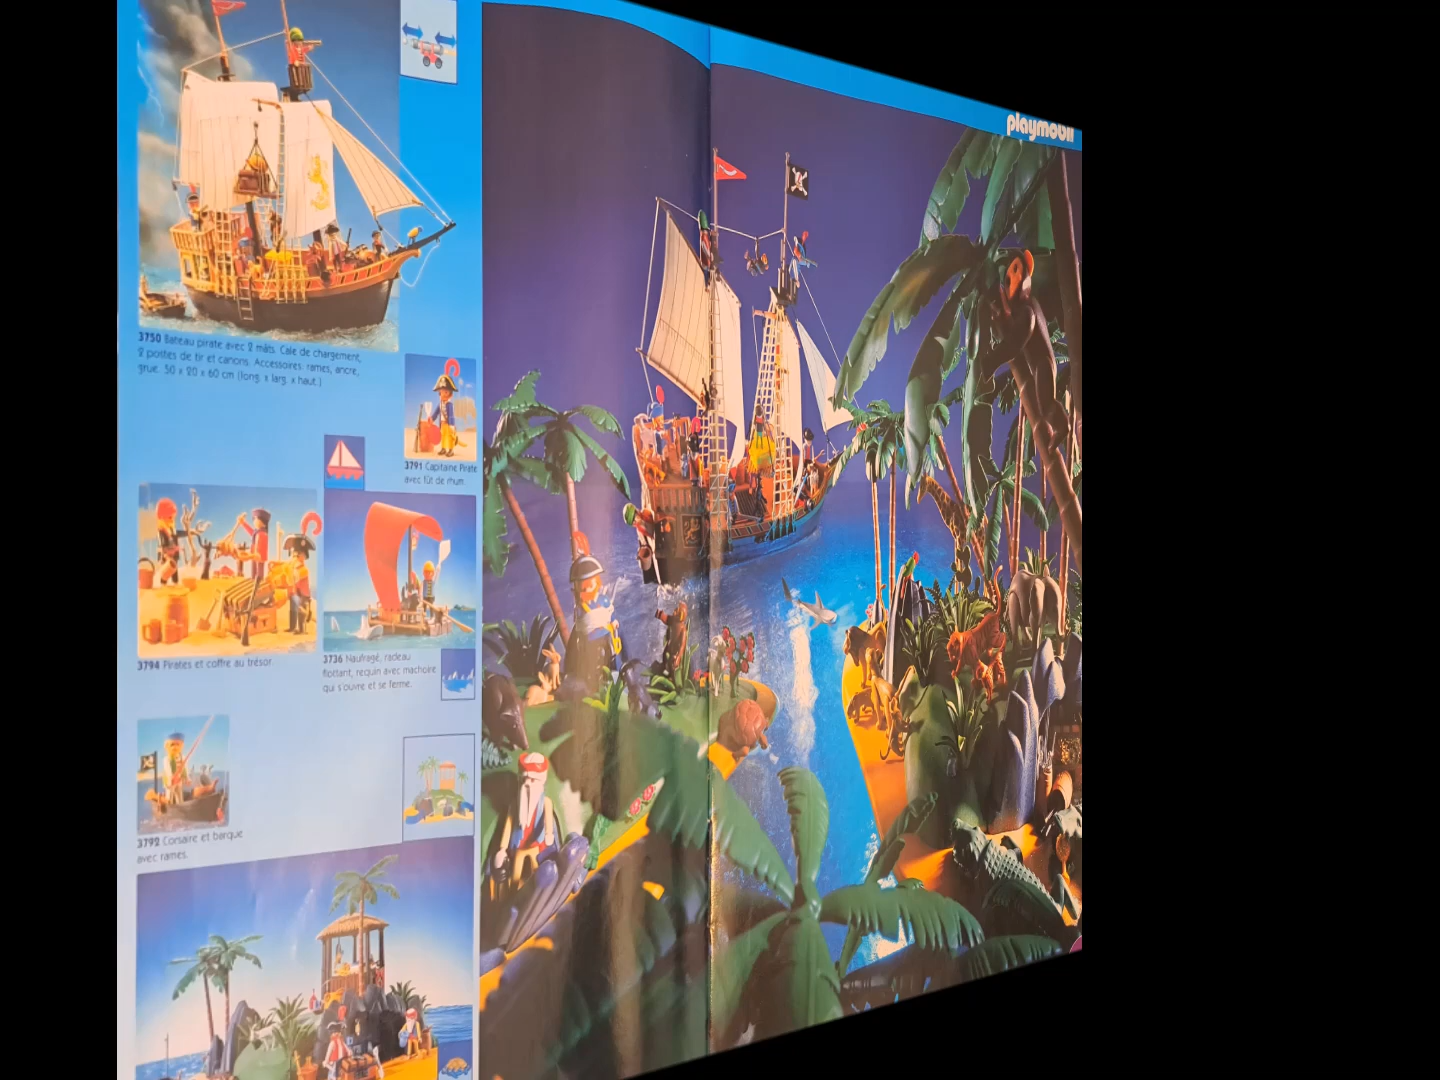 playmobil
3750 Bateau pirate avec 2 mâts. Cale de chargement,
2 postes de tir et canons. Accessoires: rames, ancre,
grue. 50 x 20 x 60 cm (long. x larg. x haut.)
3791 Capitaine Pirate
avec fût de rhum.
3794 Pirates et coffre au trésor.
3736 Naufragé, radeau
flottant, requin avec machoire
qui s'ouvre et se ferme.
3792 Corsaire et barque
avec rames.